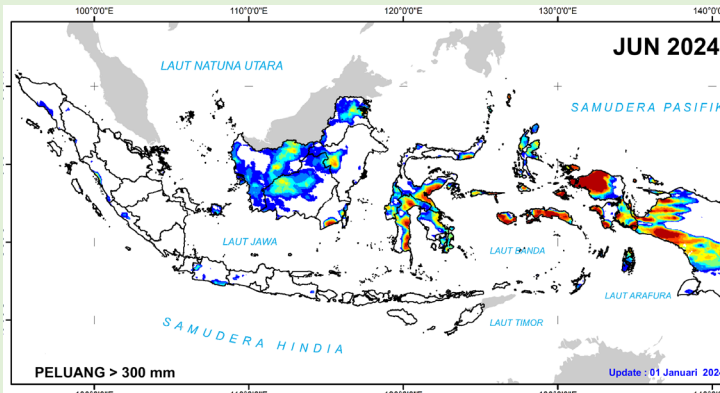 100°0'0"E 110°0'0"E 120°0'0"E 130°0'0"E 140°0'
JUN 2024
LAUT NATUNA UTARA
SAMUDERA PASIFIK
LAUT JAWA
LAUT BANDA
LAUT ARAFURA
SAMUDERA HINDIA
LAUT TIMOR
PELUANG > 300 mm
Update : 01 Januari 2024